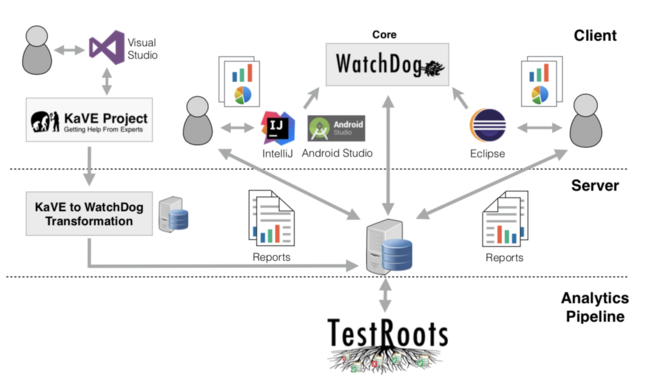 Core
Client
Visual
Studio
WatchDog
KaVE Project
Getting Help From Experts
IJ
IntelliJ
Android
Studio
Android Studio
Eclipse
Server
KaVE to WatchDog
Transformation
Reports
Reports
Analytics
Pipeline
TestRoots